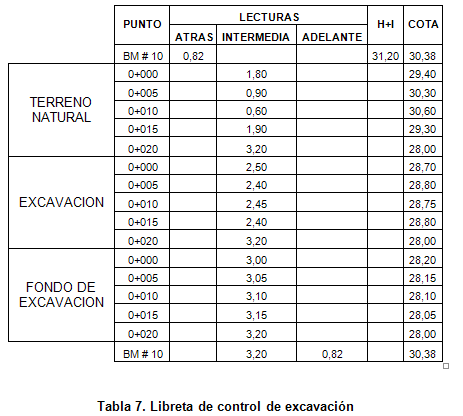 PUNTO LECTURAS H+I COTA
ATRAS INTERMEDIA ADELANTE
BM # 10 0,82 31,20 30,38
TERRENO NATURAL
0+000 1,80 29,40
0+005 0,90 30,30
0+010 0,60 30,60
0+015 1,90 29,30
0+020 3,20 28,00
EXCAVACION
0+000 2,50 28,70
0+005 2,40 28,80
0+010 2,45 28,75
0+015 2,40 28,80
0+020 3,20 28,00
FONDO DE EXCAVACION
0+000 3,00 28,20
0+005 3,05 28,15
0+010 3,10 28,10
0+015 3,15 28,05
0+020 3,20 28,00
BM # 10 3,20 0,82 30,38
Tabla 7. Libreta de control de excavación